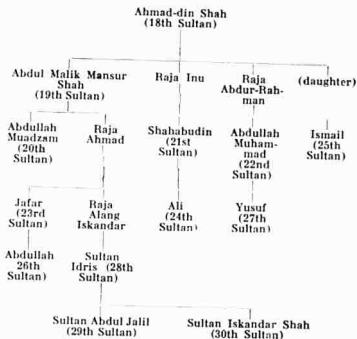 Ahmad-din Shah
(18th Sultan)
Abdul Malik Mansur
Shah
(19th Sultan)
Raja Inu
Raja
Abdur-Rah-
man
(daughter)
Abdullah
Muadzam
(20th
Sultan)
Raja
Ahmad
Shahabudin
(21st
Sultan)
Abdullah
Muham-
mad
(22nd
Sultan)
Ismail
(25th
Sultan)
Jafar
(23rd
Sultan)
Raja
Alang
Iskandar
Ali
(24th
Sultan)
Yusuf
(27th
Sultan)
Abdullah
26th
Sultan)
Sultan
Idris (28th
Sultan)
Sultan Abdul Jalil
(29th Sultan)
Sultan Iskandar Shah
(30th Sultan)